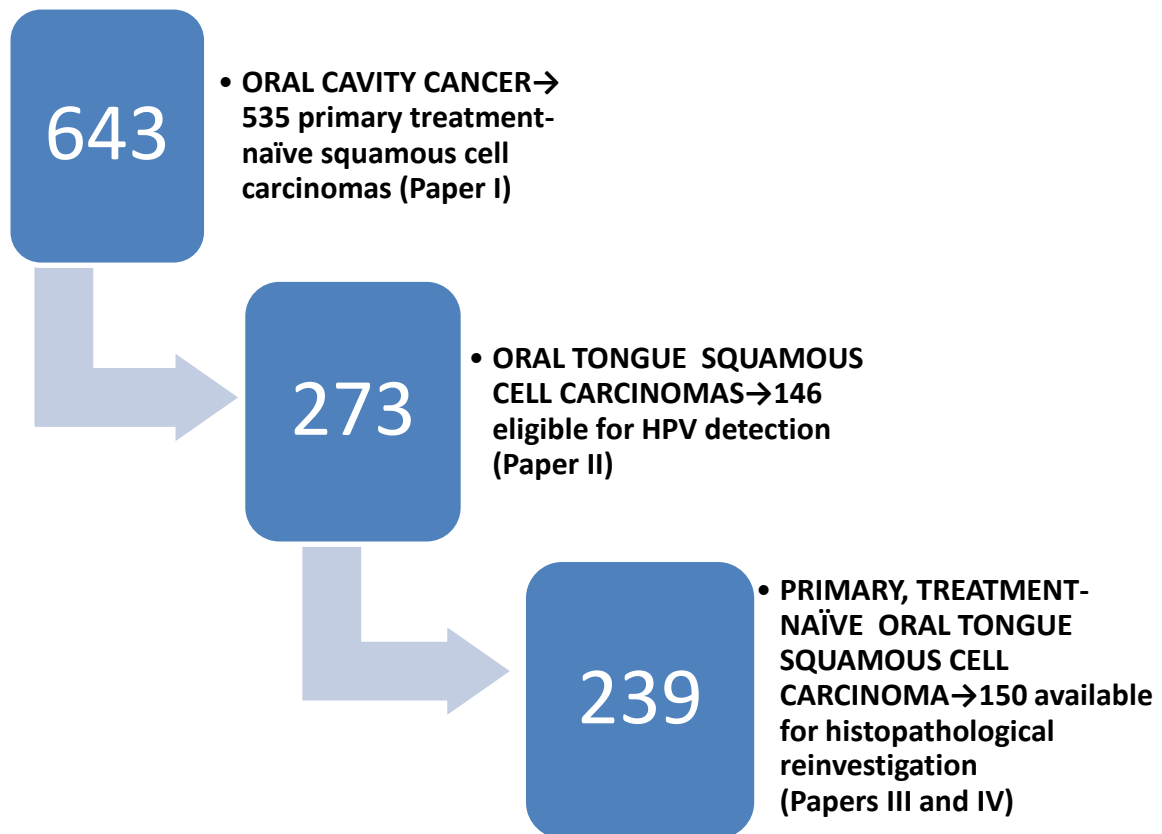 643
• ORAL CAVITY CANCER→
535 primary treatment-
naïve squamous cell
carcinomas (Paper I)
273
• ORAL TONGUE SQUAMOUS
CELL CARCINOMAS→146
eligible for HPV detection
(Paper II)
239
• PRIMARY, TREATMENT-
NAÏVE ORAL TONGUE
SQUAMOUS CELL
CARCINOMA→150 available
for histopathological
reinvestigation
(Papers III and IV)